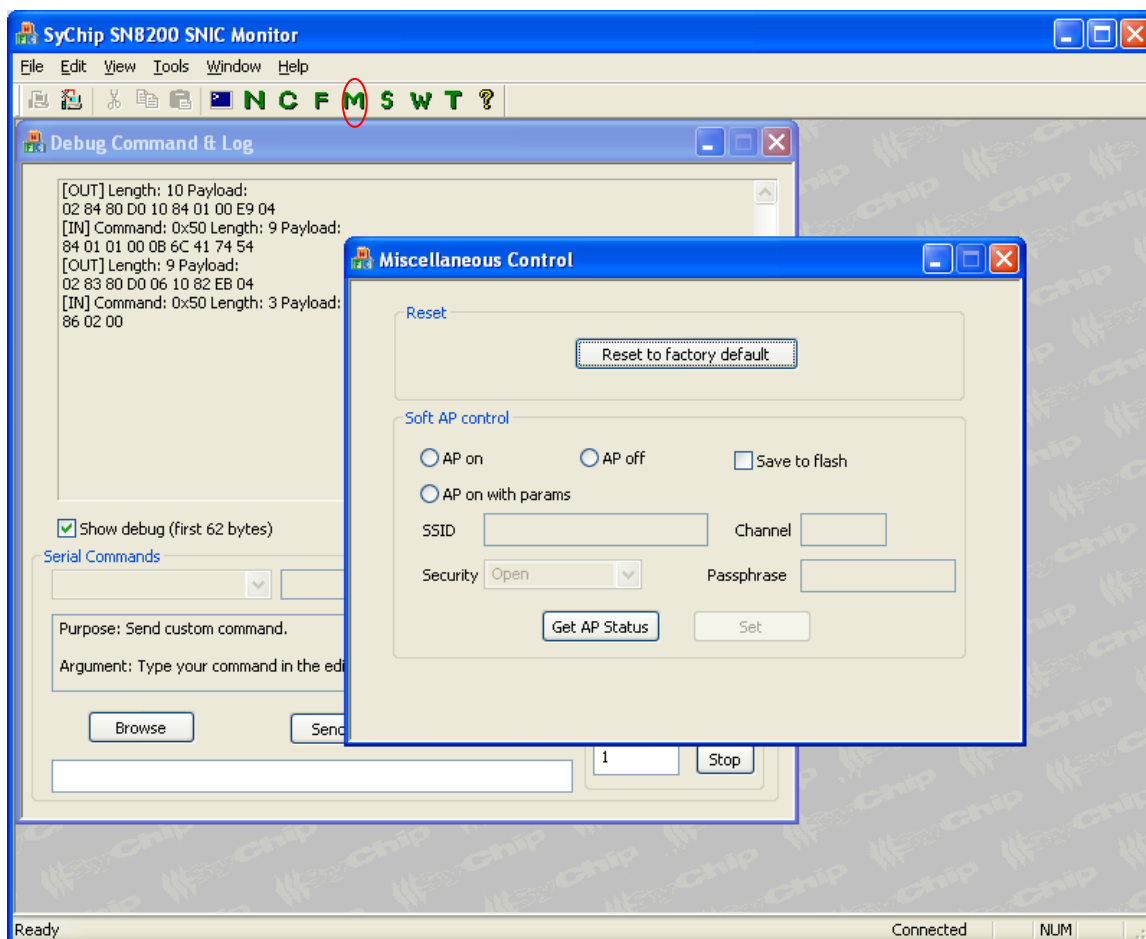 SyChip SN8200 SNIC Monitor
File Edit View Tools Window Help
N C F M S W T ?
Debug Command & Log
[OUT] Length: 10 Payload:
02 84 80 D0 10 84 01 00 E9 04
[IN] Command: 0x50 Length: 9 Payload:
84 01 01 00 0B 6C 41 74 54
[OUT] Length: 9 Payload:
02 83 80 D0 06 10 82 EB 04
[IN] Command: 0x50 Length: 3 Payload:
86 02 00
Show debug (first 62 bytes)
Serial Commands
Purpose: Send custom command.
Argument: Type your command in the edi
Browse
Send
1
Stop
Miscellaneous Control
Reset
Reset to factory default
Soft AP control
AP on AP off Save to flash
AP on with params
SSID Channel
Security Open Passphrase
Get AP Status Set
Ready Connected NUM